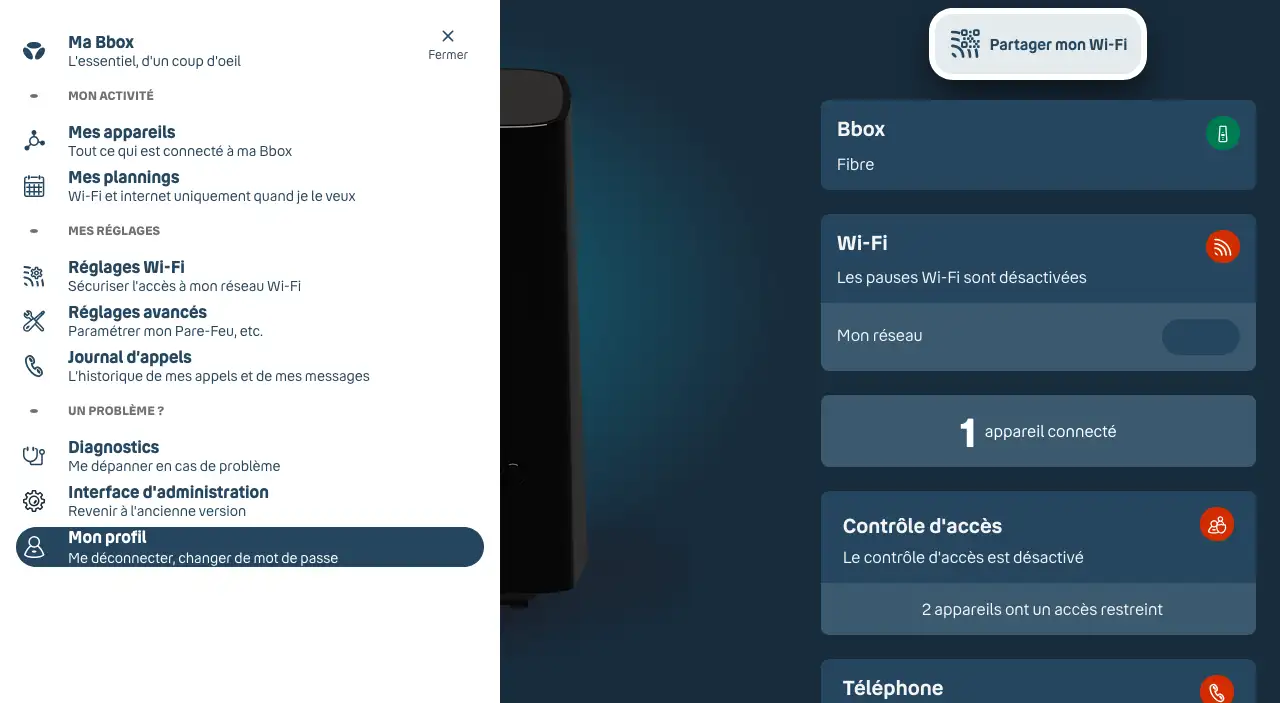 Ma Bbox
L'essentiel, d'un coup d'oeil
Fermer
MON ACTIVITÉ
Mes appareils
Tout ce qui est connecté à ma Bbox
Mes plannings
Wi-Fi et internet uniquement quand je le veux
MES RÉGLAGES
Réglages Wi-Fi
Sécuriser l'accès à mon réseau Wi-Fi
Réglages avancés
Paramétrer mon Pare-Feu, etc.
Journal d'appels
L'historique de mes appels et de mes messages
UN PROBLÈME ?
Diagnostics
Me dépanner en cas de problème
Interface d'administration
Revenir à l'ancienne version
Mon profil
Me déconnecter, changer de mot de passe
Partager mon Wi-Fi
Bbox
Fibre
Wi-Fi
Les pauses Wi-Fi sont désactivées
Mon réseau
1 appareil connecté
Contrôle d'accès
Le contrôle d'accès est désactivé
2 appareils ont un accès restreint
Téléphone